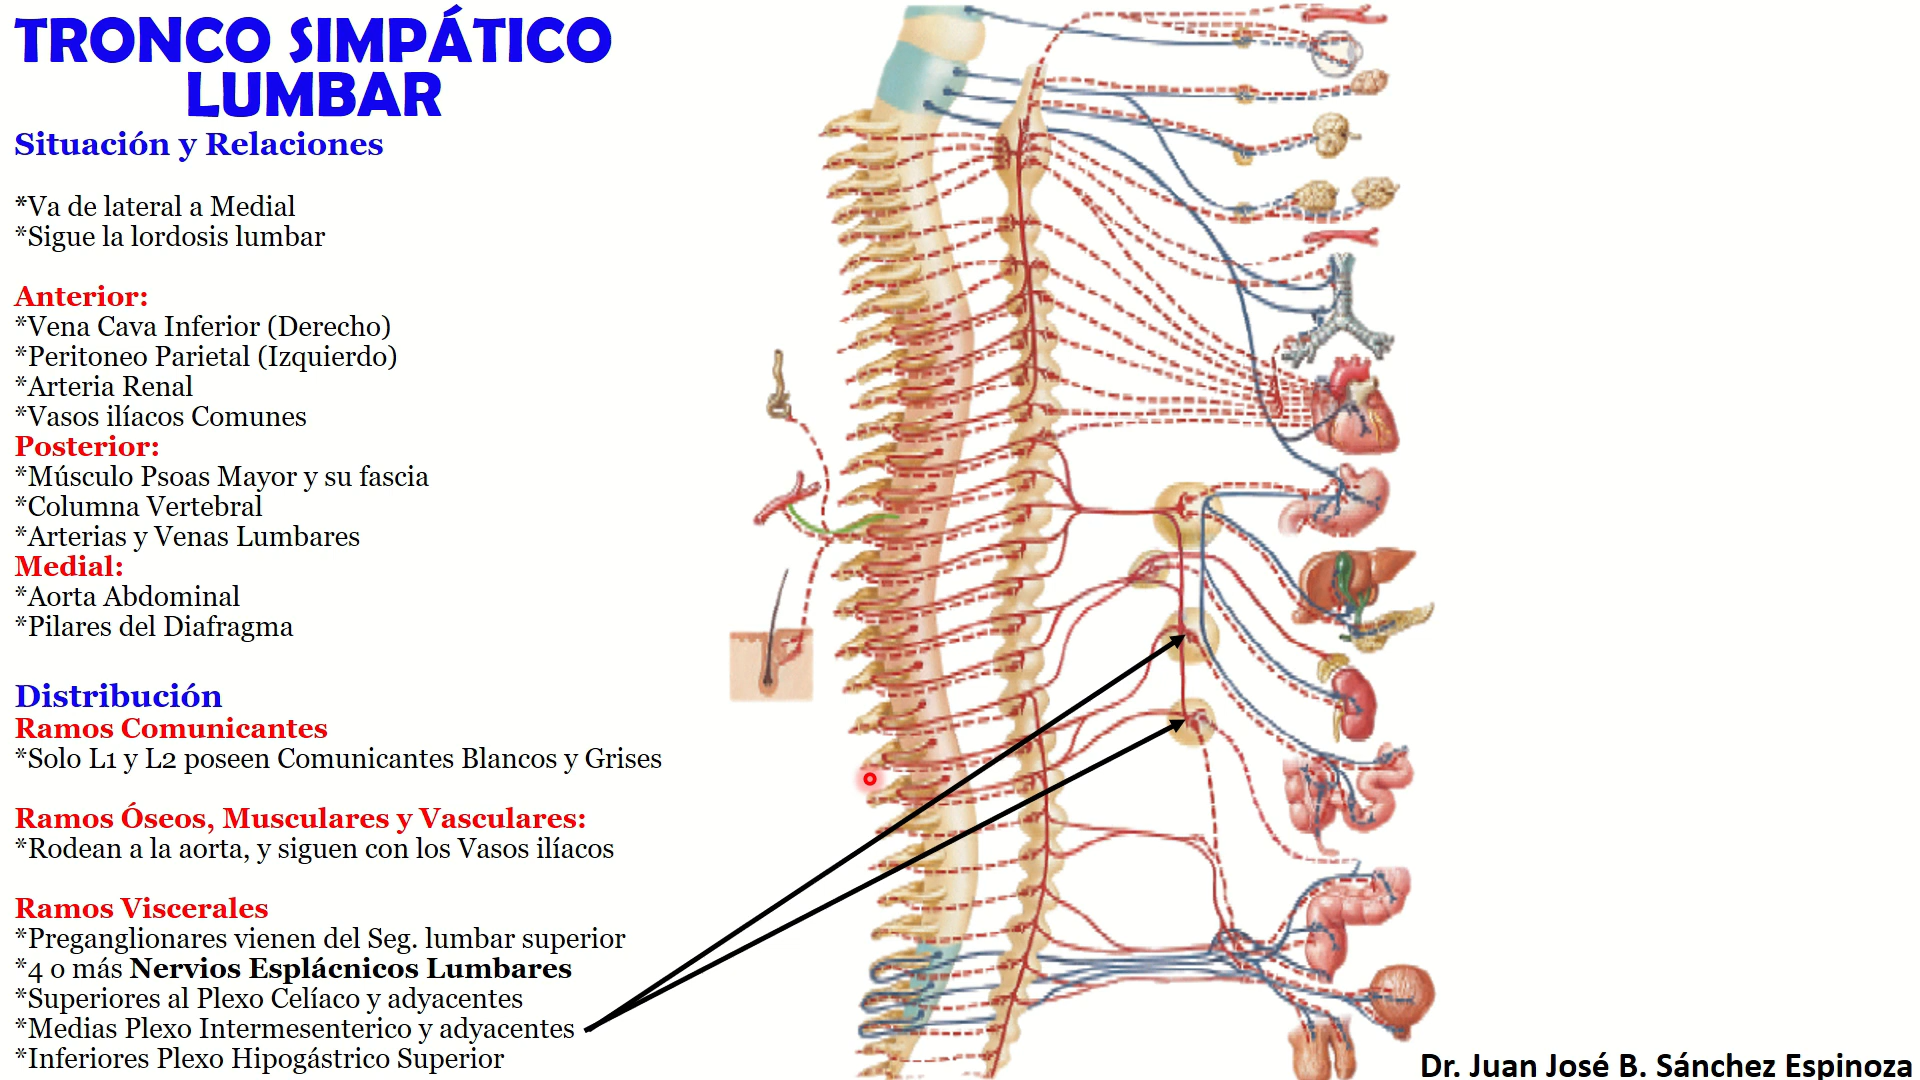 TRONCO SIMPÁTICO
LUMBAR
Situación y Relaciones
*Va de lateral a Medial
*Sigue la lordosis lumbar
Anterior:
*Vena Cava Inferior (Derecho)
*Peritoneo Parietal (Izquierdo)
*Arteria Renal
*Vasos ilíacos Comunes
Posterior:
*Músculo Psoas Mayor y su fascia
*Columna Vertebral
*Arterias y Venas Lumbares
Medial:
*Aorta Abdominal
*Pilares del Diafragma
Distribución
Ramos Comunicantes
*Solo L1 y L2 poseen Comunicantes Blancos y Grises
Ramos Óseos, Musculares y Vasculares:
*Rodean a la aorta, y siguen con los Vasos ilíacos
Ramos Viscerales
*Preganglionares vienen del Seg. lumbar superior
*4 o más Nervios Esplácnicos Lumbares
*Superiores al Plexo Celíaco y adyacentes
*Medias Plexo Intermesenterico y adyacentes
*Inferiores Plexo Hipogástrico Superior
Dr. Juan José B. Sánchez Espinoza